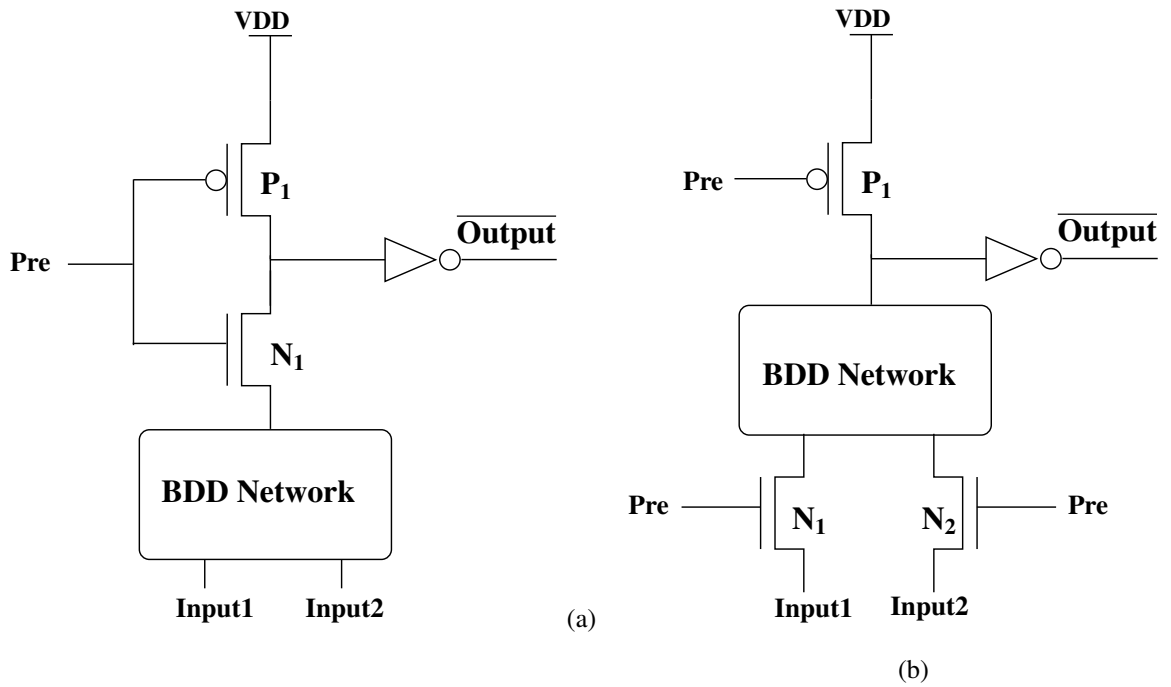 VDD
P1
Pre
Output
N1
BDD Network
Input1 Input2
(a)
VDD
Pre
P1
Output
BDD Network
Pre
N1
N2
Pre
Input1 Input2
(b)